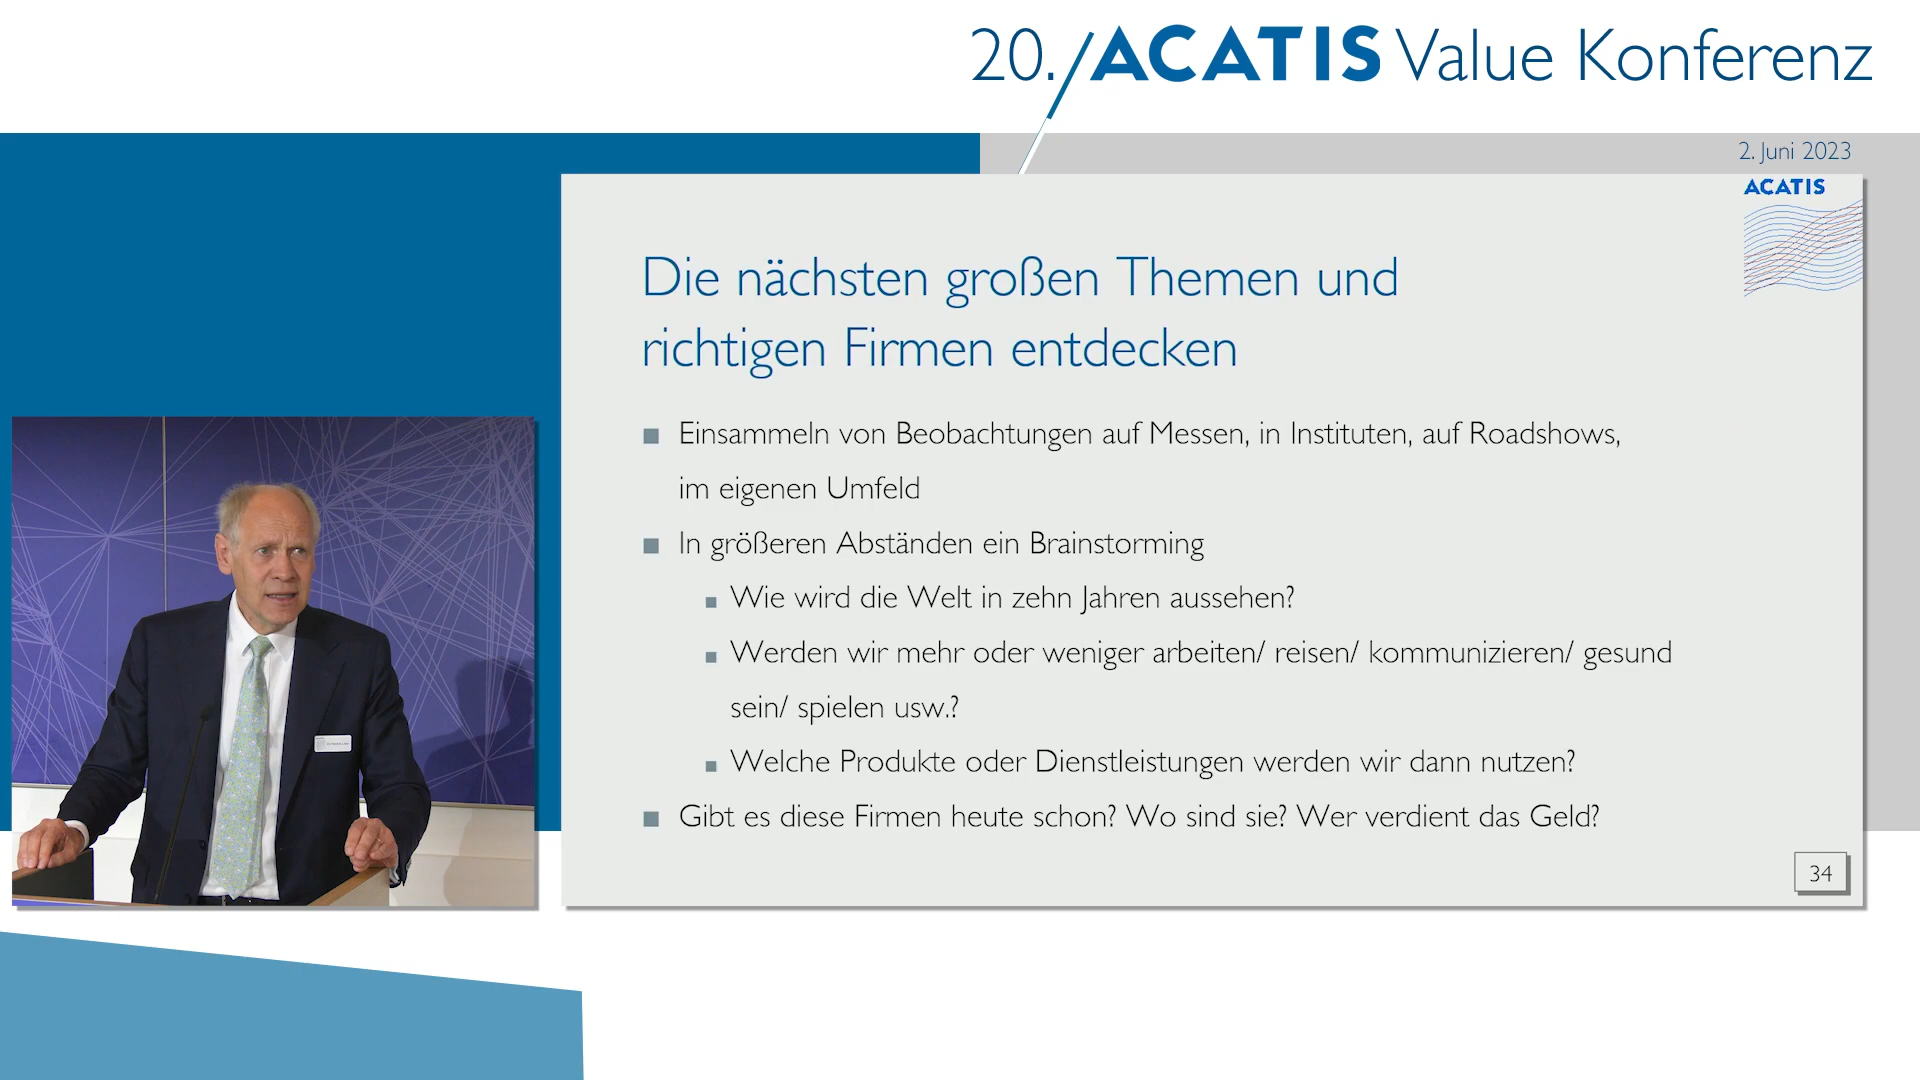 20. ACATIS Value Konferenz
2. Juni 2023
ACATIS
Die nächsten großen Themen und
richtigen Firmen entdecken
Einsammeln von Beobachtungen auf Messen, in Instituten, auf Roadshows,
im eigenen Umfeld
In größeren Abständen ein Brainstorming
Wie wird die Welt in zehn Jahren aussehen?
Werden wir mehr oder weniger arbeiten/ reisen/ kommunizieren/ gesund
sein/ spielen usw.?
Welche Produkte oder Dienstleistungen werden wir dann nutzen?
Gibt es diese Firmen heute schon? Wo sind sie? Wer verdient das Geld?
34